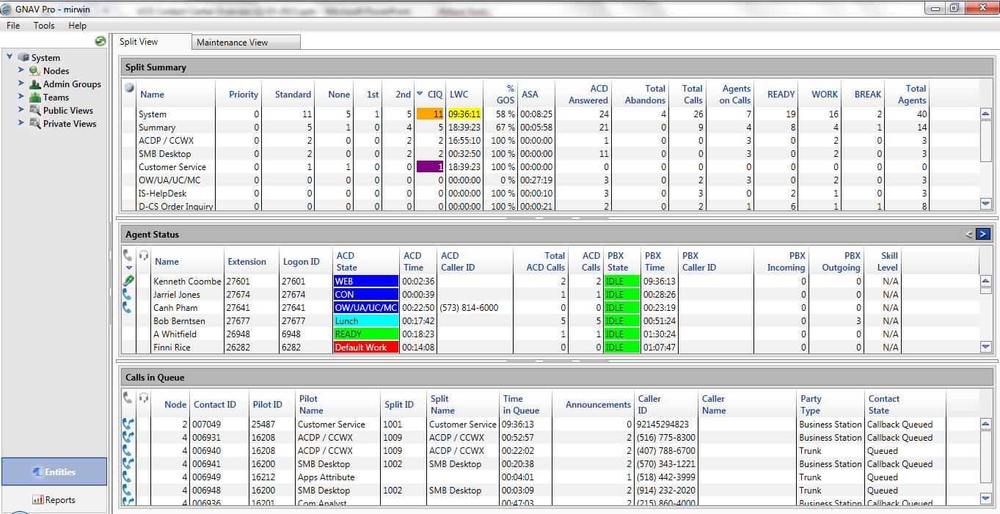 GNAV Pro - mirwin
File Tools Help
Split View Maintenance View
System
Nodes
Admin Groups
Teams
Public Views
Private Views
Entities
Reports
Split Summary
Name Priority Standard None 1st 2nd CIQ LWC % GOS ASA ACD Answered Total Abandons Total Calls Agents on Calls READY WORK BREAK Total Agents
System 0 11 5 1 5 11 09:36:11 58 % 00:08:25 24 4 26 7 19 16 2 40
Summary 0 5 1 0 4 5 18:39:23 67 % 00:05:58 21 0 9 4 8 4 1 14
ACDP / CCWX 0 2 0 0 2 2 16:55:10 100 % 00:00:00 1 0 0 3 0 2 0 3
SMB Desktop 0 2 0 0 2 2 00:32:50 100 % 00:00:00 11 0 0 3 0 2 0 3
Customer Service 0 1 1 0 0 1 18:39:23 100 % 00:00:00 0 0 0 0 0 0 0 0
OW/UA/UC/MC 0 0 0 0 0 0 00:00:00 0 % 00:27:19 3 0 2 3 0 2 0 3
IS-HelpDesk 0 0 0 0 0 0 00:00:00 100 % 00:00:10 3 0 3 0 2 1 0 3
D-CS Order Inquiry 0 0 0 0 0 0 00:00:00 100 % 00:00:21 2 0 2 1 6 1 1 8
Agent Status < >
Name Extension Logon ID ACD State ACD Time ACD Caller ID Total ACD Calls ACD Calls PBX State PBX Time PBX Caller ID PBX Incoming PBX Outgoing Skill Level
Kenneth Coombe 27601 27601 WEB 00:02:36 2 2 IDLE 09:36:13 0 0 N/A
Jarriel Jones 27674 27674 CON 00:00:39 1 1 IDLE 00:28:26 0 0 N/A
Canh Pham 27641 27641 OW/UA/UC/MC 00:22:50 (573) 814-6000 0 0 IDLE 00:23:19 0 0 N/A
Bob Berntsen 27677 27677 Lunch 00:17:42 5 5 IDLE 00:51:24 0 3 N/A
A Whitfield 26948 6948 READY 00:18:23 1 1 IDLE 01:30:24 0 0 N/A
Finni Rice 26282 6282 Default Work 00:14:08 0 0 IDLE 01:07:47 0 0 N/A
Calls in Queue
Node Contact ID Pilot ID Pilot Name Split ID Split Name Time in Queue Announcements Caller ID Caller Name Party Type Contact State
2 007049 25487 Customer Service 1001 Customer Service 09:36:13 0 92145294823 Business Station Callback Queued
4 006931 16208 ACDP / CCWX 1009 ACDP / CCWX 00:52:57 2 (516) 775-8300 Business Station Callback Queued
4 006940 16208 ACDP / CCWX 1009 ACDP / CCWX 00:22:02 2 (407) 788-6700 Trunk Queued
4 006941 16200 SMB Desktop 1002 SMB Desktop 00:20:38 2 (570) 343-1221 Business Station Callback Queued
4 006949 16212 Apps Attribute 00:04:01 1 (518) 442-3999 Trunk Queued
4 006948 16200 SMB Desktop 1002 SMB Desktop 00:03:09 2 (914) 232-2020 Trunk Queued
4 006936 16201 Com Analyst 00:47:03 2 (215) 860-4000 Business Station Callback Queued